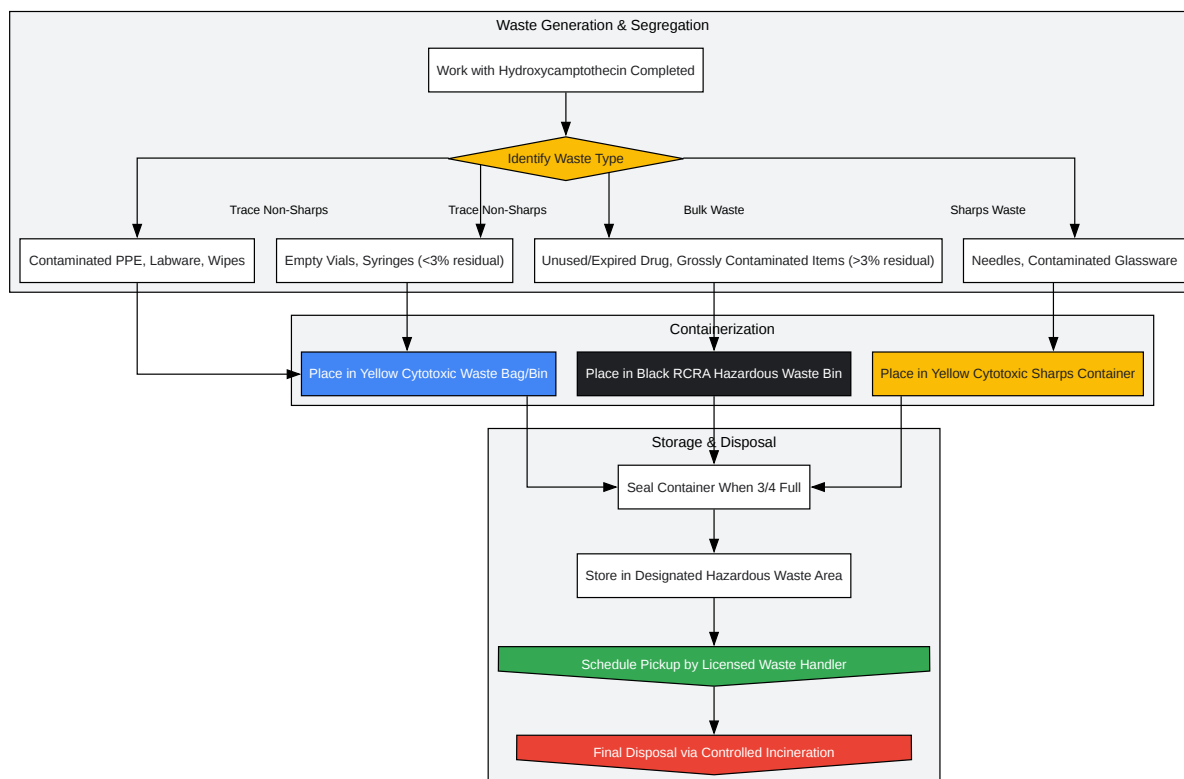 Waste Generation & Segregation
Work with Hydroxycamptothecin Completed
Identify Waste Type
Trace Non-Sharps
Trace Non-Sharps
Bulk Waste
Sharps Waste
Contaminated PPE, Labware, Wipes
Empty Vials, Syringes (<3% residual)
Unused/Expired Drug, Grossly Contaminated Items (>3% residual)
Needles, Contaminated Glassware
Containerization
Place in Yellow Cytotoxic Waste Bag/Bin
Place in Black RCRA Hazardous Waste Bin
Place in Yellow Cytotoxic Sharps Container
Storage & Disposal
Seal Container When 3/4 Full
Store in Designated Hazardous Waste Area
Schedule Pickup by Licensed Waste Handler
Final Disposal via Controlled Incineration